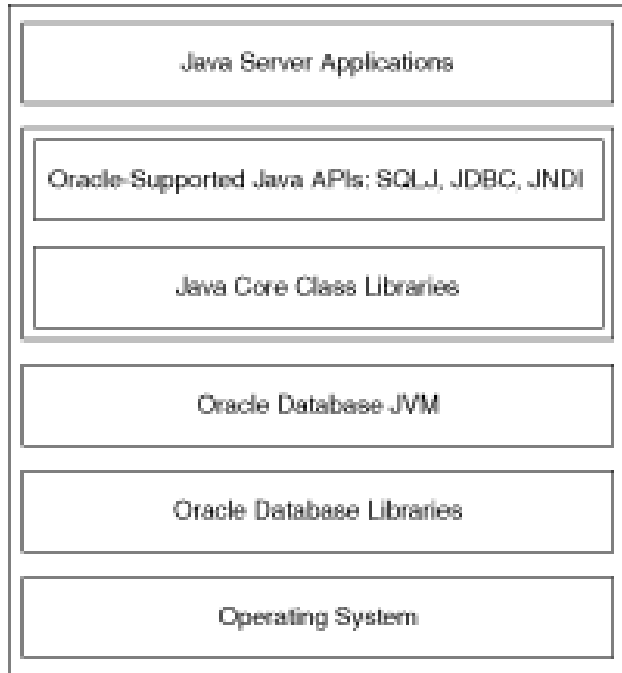 Java Server Applications
Oracle-Supported Java APIs: SQLJ, JDBC, JNDI
Java Core Class Libraries
Oracle Database JVM
Oracle Database Libraries
Operating System